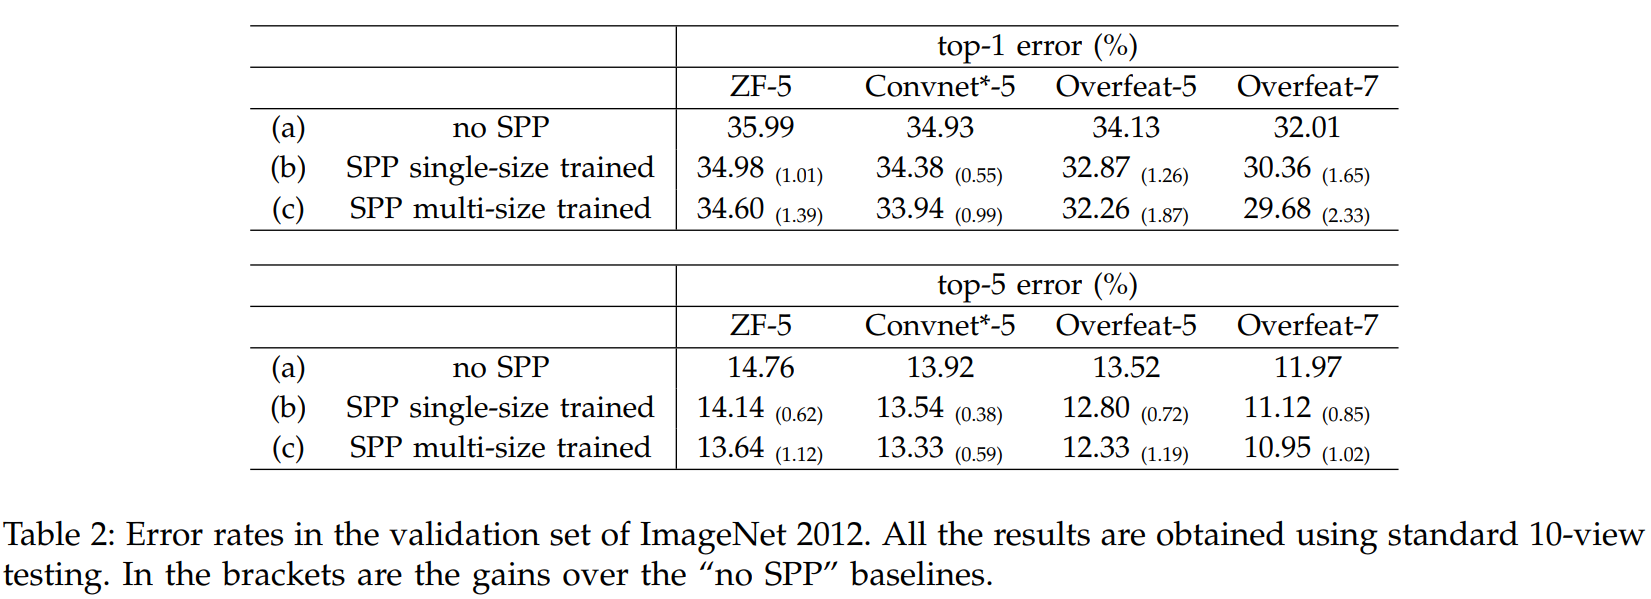 top-1 error (%)
ZF-5 Convnet*-5 Overfeat-5 Overfeat-7
(a) no SPP 35.99 34.93 34.13 32.01
(b) SPP single-size trained 34.98 (1.01) 34.38 (0.55) 32.87 (1.26) 30.36 (1.65)
(c) SPP multi-size trained 34.60 (1.39) 33.94 (0.99) 32.26 (1.87) 29.68 (2.33)
top-5 error (%)
ZF-5 Convnet*-5 Overfeat-5 Overfeat-7
(a) no SPP 14.76 13.92 13.52 11.97
(b) SPP single-size trained 14.14 (0.62) 13.54 (0.38) 12.80 (0.72) 11.12 (0.85)
(c) SPP multi-size trained 13.64 (1.12) 13.33 (0.59) 12.33 (1.19) 10.95 (1.02)
Table 2: Error rates in the validation set of ImageNet 2012. All the results are obtained using standard 10-view
testing. In the brackets are the gains over the “no SPP” baselines.